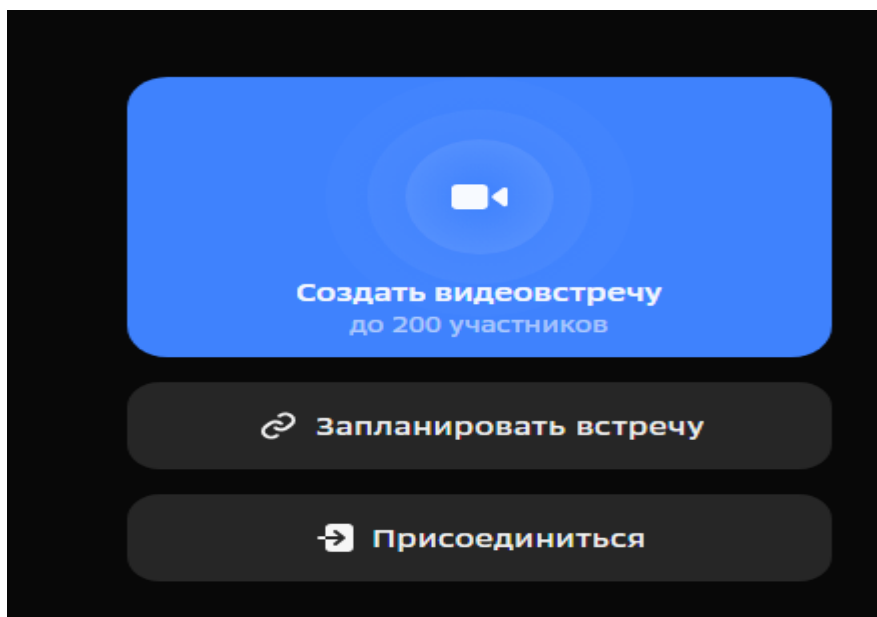 Создать видеовстречу
до 200 участников
Запланировать встречу
Присоединиться